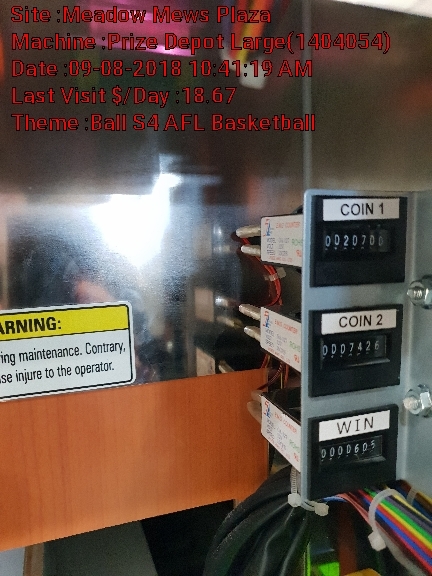 Site :Meadow Mews Plaza
Machine :Prize Depot Large(1404054)
Date :09-08-2018 10:41:19 AM
Last Visit $/Day :18.67
Theme :Ball S4 AFL Basketball
COIN 1
0020700
COIN 2
0007426
WIN
0000605
ARNING:
ring maintenance. Contrary,
se injure to the operator.